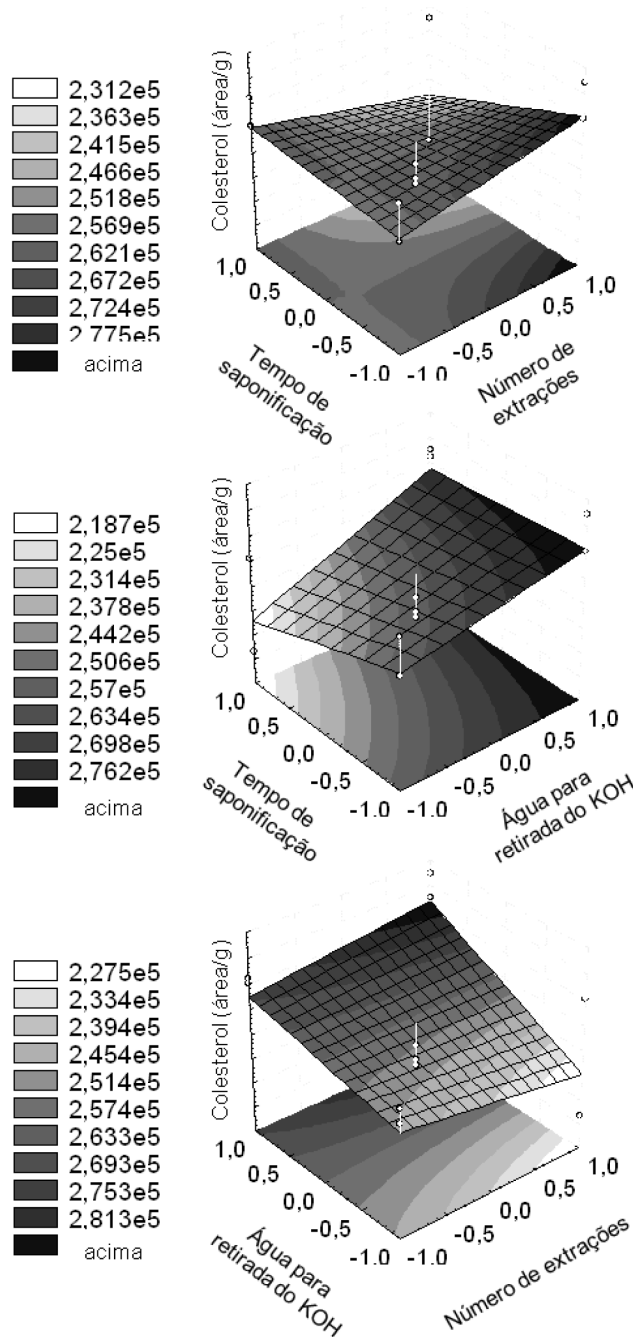 2,312e5
2,363e5
2,415e5
2,466e5
2,518e5
2,569e5
2,621e5
2,672e5
2,724e5
2,775e5
acima
Colesterol (área/g)
1,0
0,5
0,0
-0,5
-1.0
Tempo de
saponificação
-1 0
-0,5
0,0
0,5
1,0
Número de
extrações
2,187e5
2,25e5
2,314e5
2,378e5
2,442e5
2,506e5
2,57e5
2,634e5
2,698e5
2,762e5
acima
Colesterol (área/g)
1,0
0,5
0,0
-0,5
-1.0
Tempo de
saponificação
-1.0
-0,5
0,0
0,5
1,0
Água para
retirada do KOH
2,275e5
2,334e5
2,394e5
2,454e5
2,514e5
2,574e5
2,633e5
2,693e5
2,753e5
2,813e5
acima
Colesterol (área/g)
1,0
0,5
0,0
-0,5
-1.0
Água para
retirada do KOH
-1.0
-0,5
0,0
0,5
1,0
Número de extrações